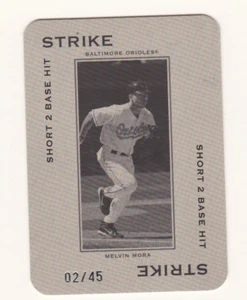 STRIKE
BALTIMORE ORIOLES
SHORT 2 BASE HIT
Orioles
SHORT 2 BASE HIT
MELVIN MORA
02/45
STRIKE